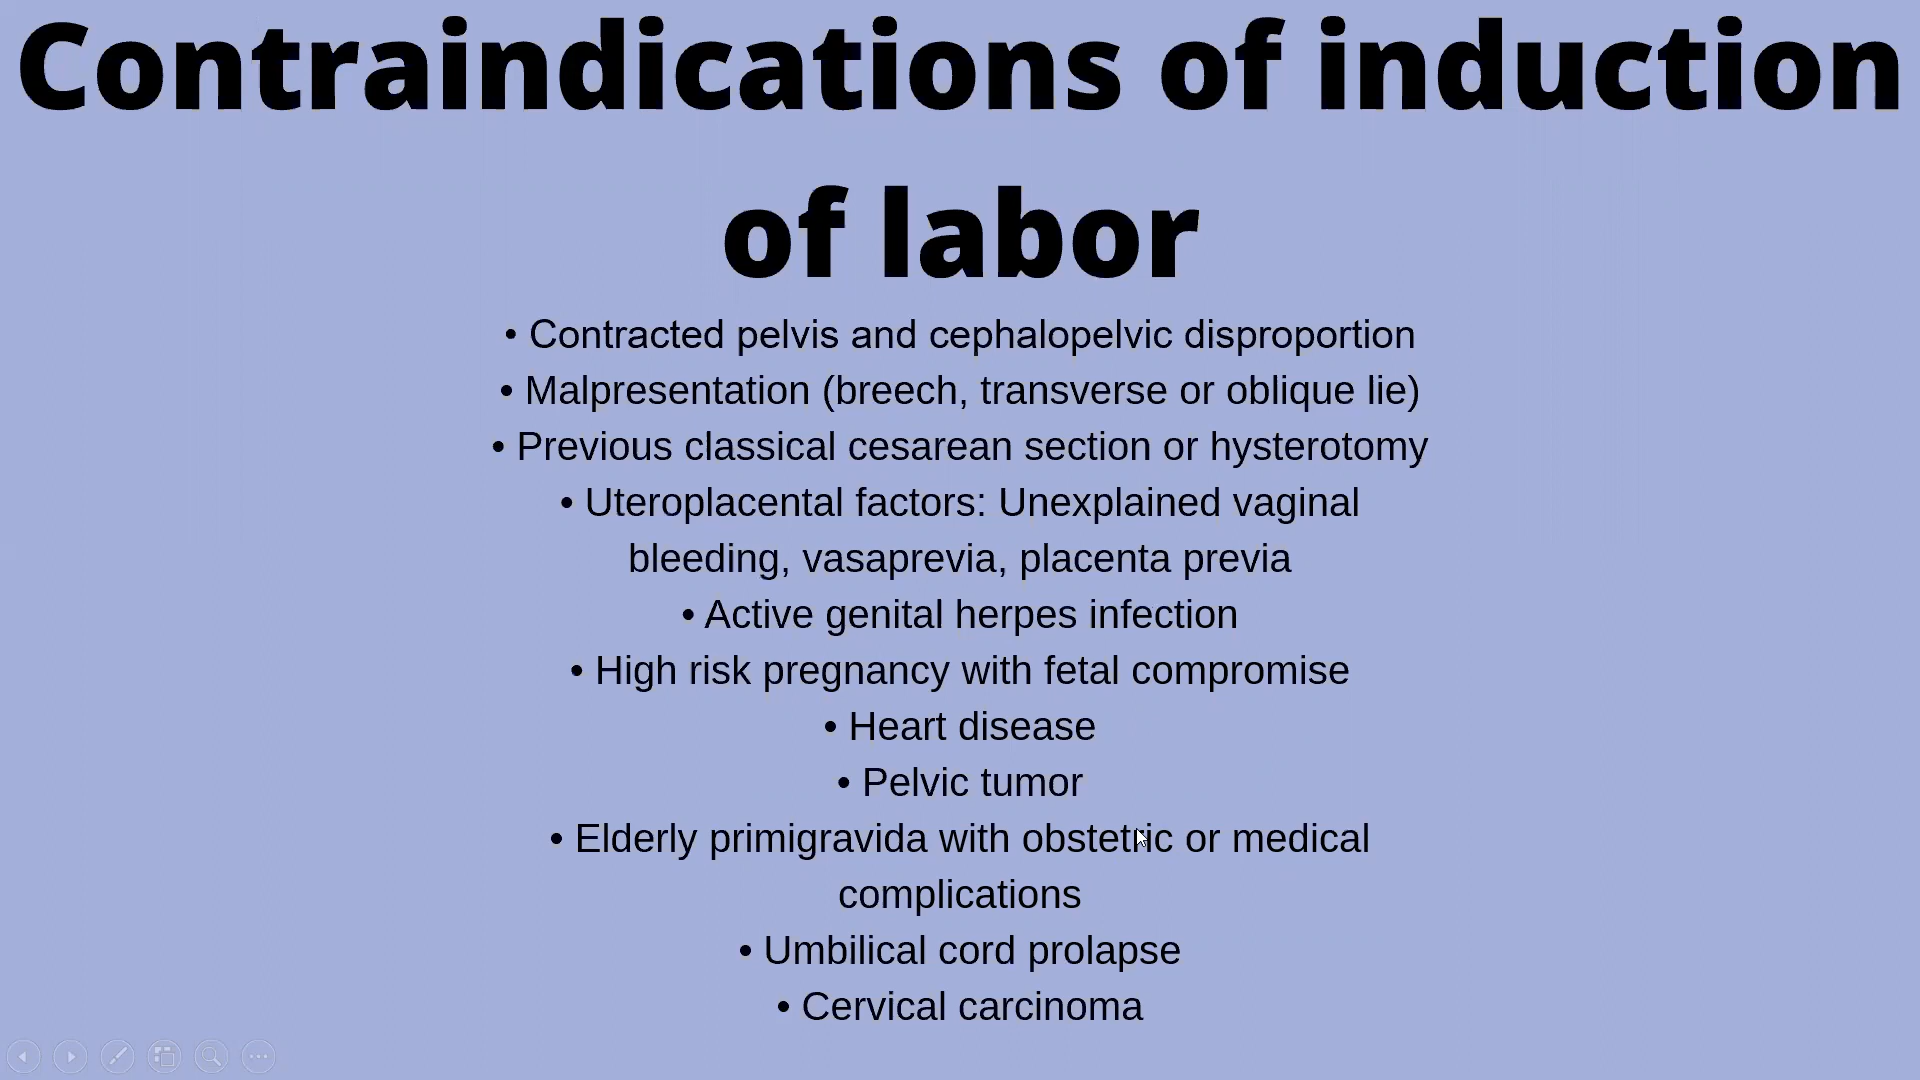 Contraindications of induction
of labor
• Contracted pelvis and cephalopelvic disproportion
• Malpresentation (breech, transverse or oblique lie)
• Previous classical cesarean section or hysterotomy
• Uteroplacental factors: Unexplained vaginal
bleeding, vasaprevia, placenta previa
• Active genital herpes infection
• High risk pregnancy with fetal compromise
• Heart disease
• Pelvic tumor
• Elderly primigravida with obstetric or medical
complications
• Umbilical cord prolapse
• Cervical carcinoma